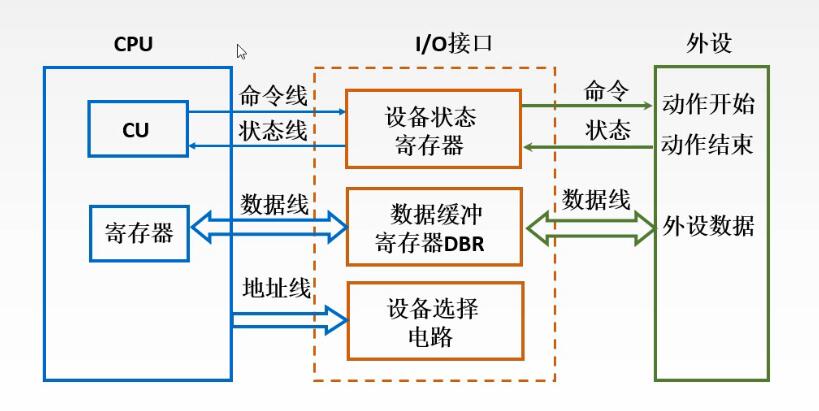 CPU
I/O接口
外设
命令线
命令
CU
设备状态
寄存器
动作开始
状态线
状态
动作结束
数据线
数据线
寄存器
数据缓冲
寄存器DBR
外设数据
地址线
设备选择
电路